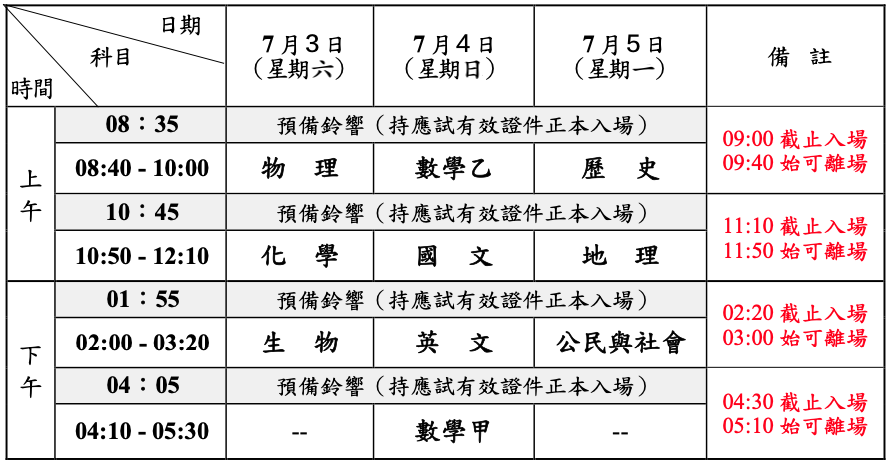 日期
科目
時間
7月3日
(星期六)
7月4日
(星期日)
7月5日
(星期一)
備 註
上午
08：35 預備鈴響（持應試有效證件正本入場）
09:00 截止入場
09:40 始可離場
08:40 - 10:00 物 理 數學乙 歷 史
10：45 預備鈴響（持應試有效證件正本入場）
11:10 截止入場
11:50 始可離場
10:50 - 12:10 化 學 國 文 地 理
下午
01：55 預備鈴響（持應試有效證件正本入場）
02:20 截止入場
03:00 始可離場
02:00 - 03:20 生 物 英 文 公民與社會
04：05 預備鈴響（持應試有效證件正本入場）
04:30 截止入場
05:10 始可離場
04:10 - 05:30 -- 數學甲 --